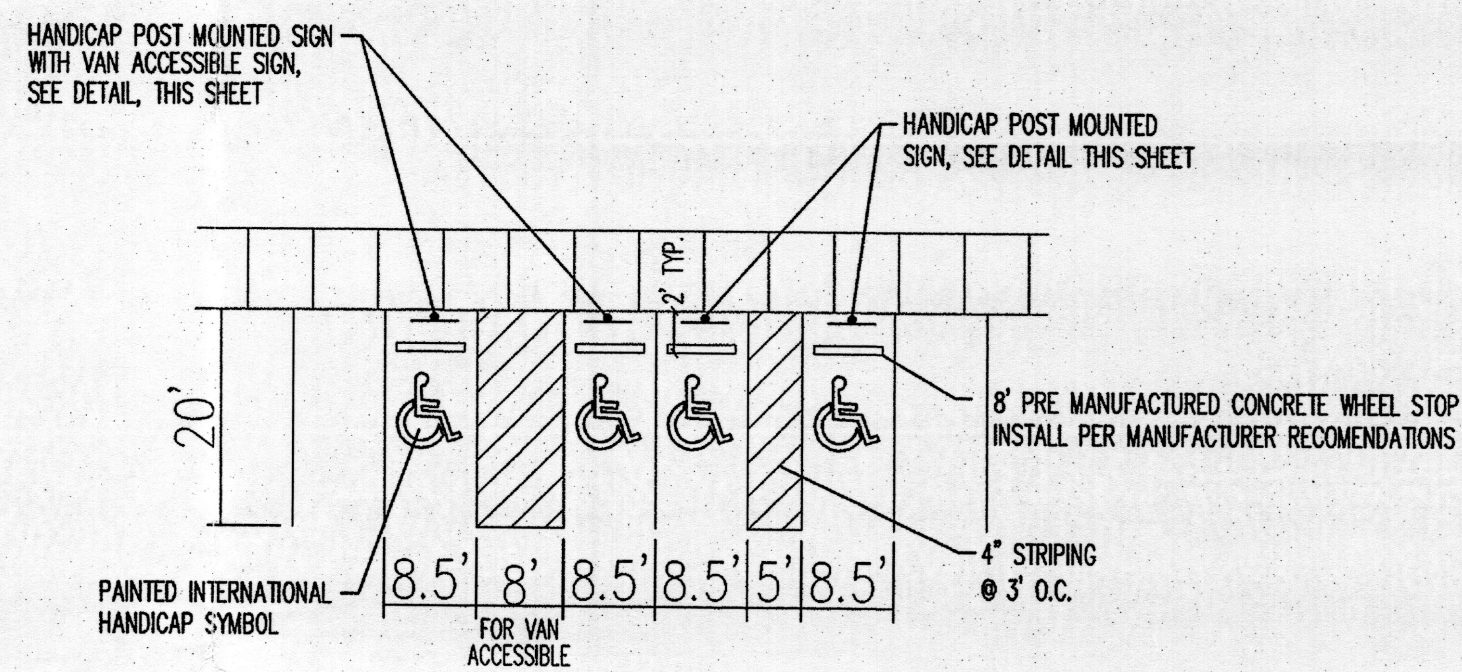 HANDICAP POST MOUNTED SIGN
WITH VAN ACCESSIBLE SIGN,
SEE DETAIL, THIS SHEET
HANDICAP POST MOUNTED
SIGN, SEE DETAIL THIS SHEET
2' TYP.
20'
8' PRE MANUFACTURED CONCRETE WHEEL STOP
INSTALL PER MANUFACTURER RECOMENDATIONS
4" STRIPING
@ 3' O.C.
PAINTED INTERNATIONAL
HANDICAP SYMBOL
8.5' 8' 8.5' 8.5' 5' 8.5'
FOR VAN
ACCESSIBLE